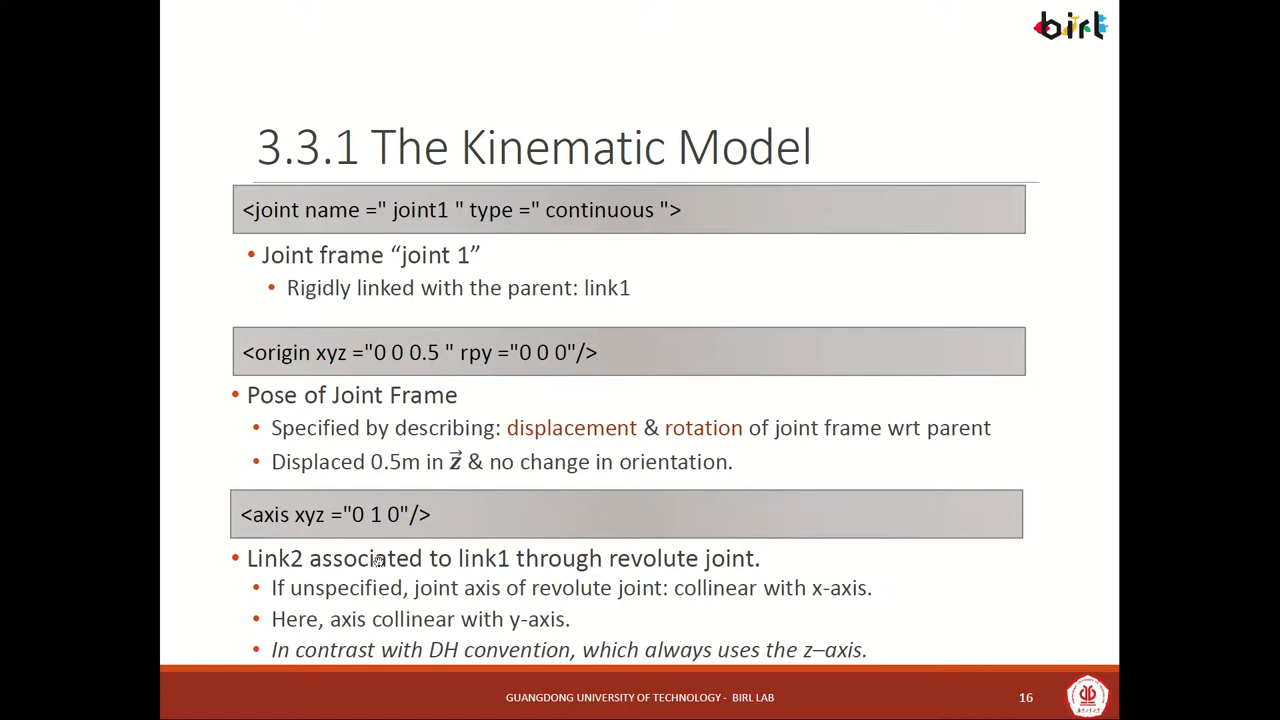 birl
3.3.1 The Kinematic Model
<joint name =" joint1 " type =" continuous ">
• Joint frame “joint 1”
• Rigidly linked with the parent: link1
<origin xyz ="0 0 0.5 " rpy ="0 0 0"/>
• Pose of Joint Frame
• Specified by describing: displacement & rotation of joint frame wrt parent
• Displaced 0.5m in z⃗ & no change in orientation.
<axis xyz ="0 1 0"/>
• Link2 associated to link1 through revolute joint.
• If unspecified, joint axis of revolute joint: collinear with x-axis.
• Here, axis collinear with y-axis.
• In contrast with DH convention, which always uses the z–axis.
GUANGDONG UNIVERSITY OF TECHNOLOGY - BIRL LAB
16